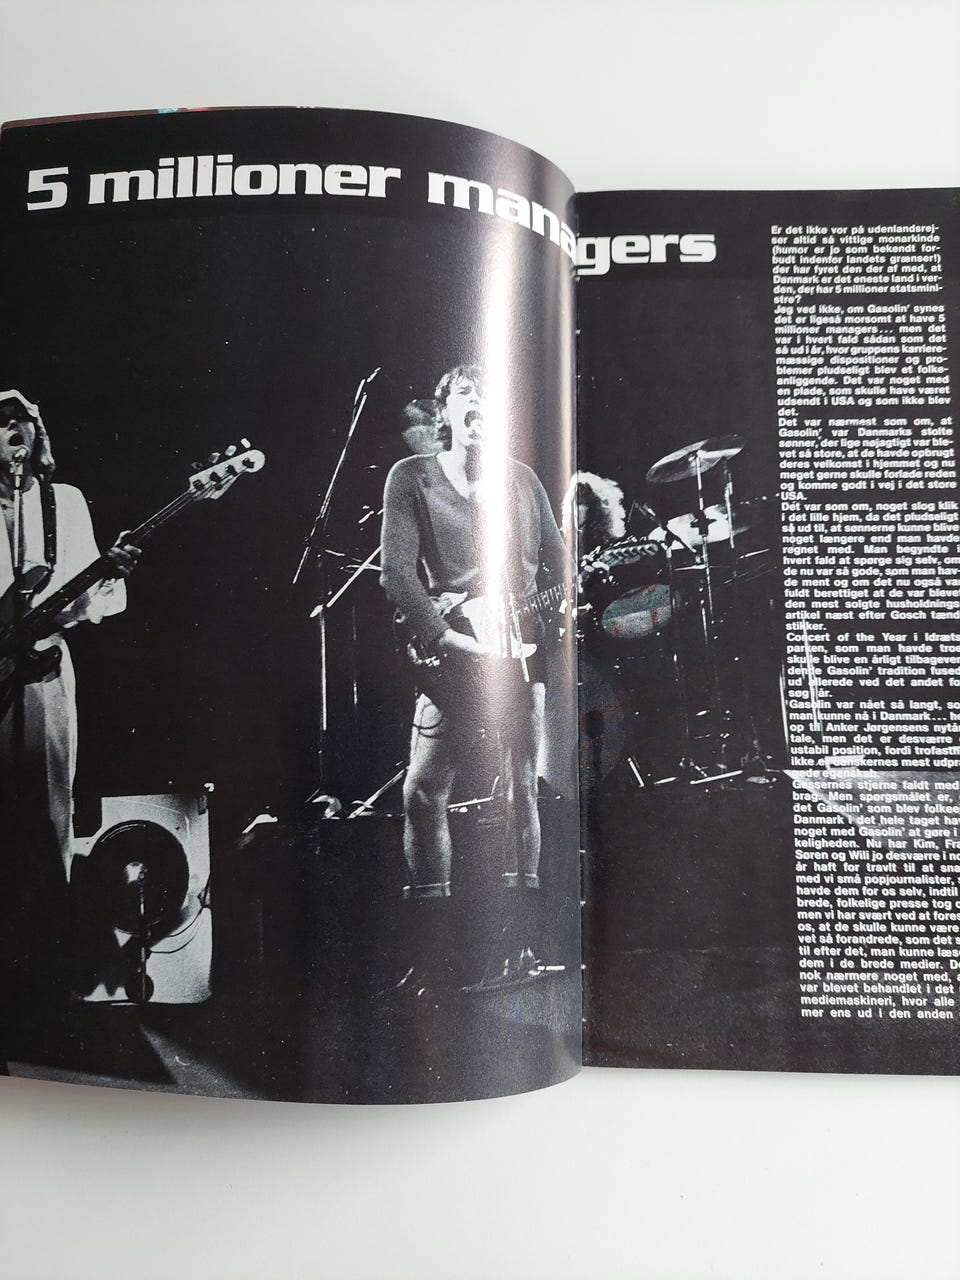 5 millioner managers
Er det ikke vor på udenlandsrej-
ser altid så vittige monarkinde
(humor er jo som bekendt for-
budt indenfor landets grænser!)
der har fyret den der af med, at
Danmark er det eneste land i ver-
den, der har 5 millioner statsmini-
stre?
Jeg ved ikke, om Gasolin' synes
det er ligeså morsomt at have 5
millioner managers... men det
var i hvert fald sådan som det
så ud i år, hvor gruppens karriere-
mæssige dispositioner og pro-
blemer pludseligt blev et folke-
anliggende. Det var noget med
en plade, som skulle have været
udsendt i USA og som ikke blev
det.
Det var nærmest som om, at
Gasolin' var Danmarks stolte
sønner, der lige nøjagtigt var ble-
vet så store, at de havde opbrugt
deres velkomst i hjemmet og nu
meget gerne skulle forlade reden
og komme godt i vej i det store
USA.
Det var som om, noget slog klik
i det lille hjem, da det pludseligt
så ud til, at sønnerne kunne blive
noget længere end man havde
regnet med. Man begyndte i
hvert fald at spørge sig selv, om
de nu var så gode, som man hav-
de ment og om det nu også var
fuldt berettiget at de var blevet
den mest solgte husholdnings-
artikel næst efter Gosch tænd-
stikker.
Concert of the Year i Idræts-
parken, som man havde troe
skulle blive en årligt tilbageven
dende Gasolin' tradition fused
ud allerede ved det andet fo
søg i år.
Gasolin var nået så langt, so
man kunne nå i Danmark... he
op til Anker Jørgensens nytå
tale, men det er desværre
ustabil position, fordi trofasth
ikke er danskernes mest udpr
gede egenskab.
Gassernes stjerne faldt med
brag. Men spørgsmålet er,
det Gasolin' som blev folkee
Danmark i det hele taget hav
noget med Gasolin' at gøre i
keligheden. Nu har Kim, Fra
Søren og Will jo desværre i no
år haft for travlt til at sna
med vi små popjournalister, s
havde dem for os selv, indtil
brede, folkelige presse tog o
men vi har svært ved at fores
os, at de skulle kunne være
vet så forandrede, som det s
til efter det, man kunne læse
dem i de brede medier. De
nok nærmere noget med, a
var blevet behandlet i det
mediemaskineri, hvor alle
mer ens ud i den anden